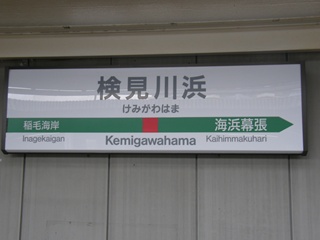 検見川浜
けみがわはま
稲毛海岸
Inagekaigan
Kemigawahama
海浜幕張
Kaihimmakuhari